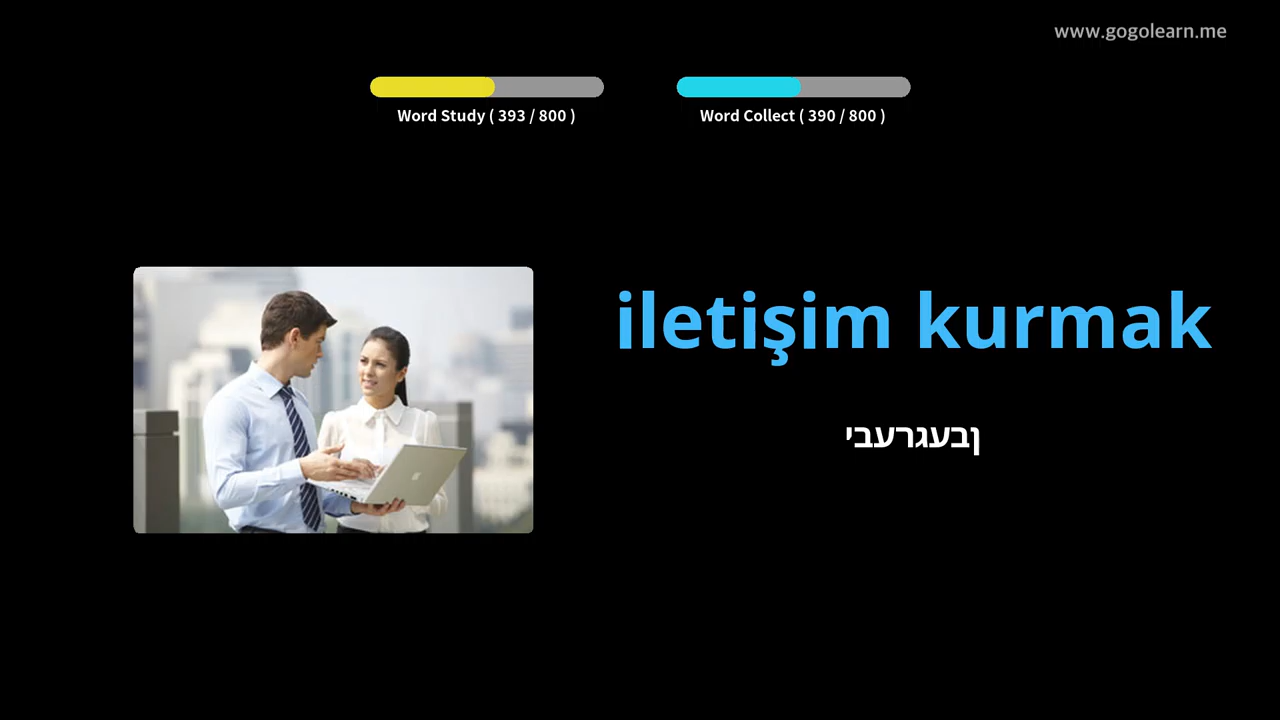 www.gogolearn.me
Word Study ( 393 / 800 )
Word Collect ( 390 / 800 )
iletişim kurmak
ןבעגרעבי